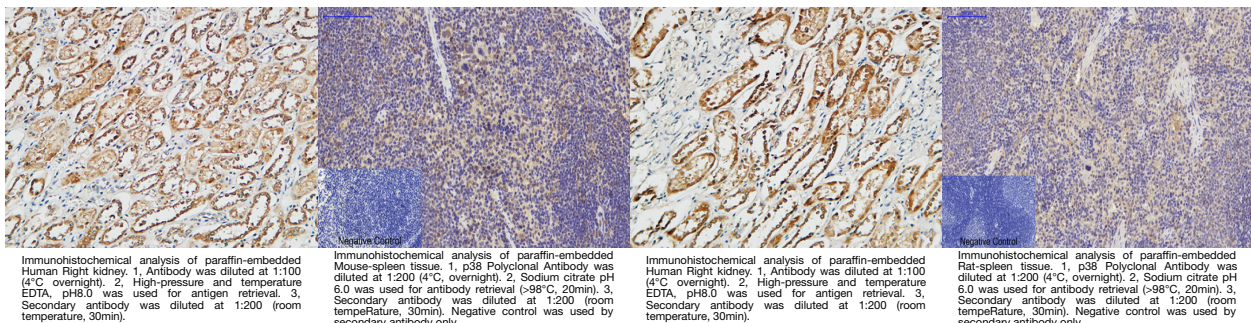 Negative Control
Immunohistochemical analysis of paraffin-embedded
Human Right kidney. 1, Antibody was diluted at 1:100
(4°C overnight). 2, High-pressure and temperature
EDTA, pH8.0 was used for antigen retrieval. 3,
Secondary antibody was diluted at 1:200 (room
temperature, 30min).
Immunohistochemical analysis of paraffin-embedded
Mouse-spleen tissue. 1, p38 Polyclonal Antibody was
diluted at 1:200 (4°C, overnight). 2, Sodium citrate pH
6.0 was used for antibody retrieval (>98°C, 20min). 3,
Secondary antibody was diluted at 1:200 (room
tempeRature, 30min). Negative control was used by
secondary antibody only.
Immunohistochemical analysis of paraffin-embedded
Human Right kidney. 1, Antibody was diluted at 1:100
(4°C overnight). 2, High-pressure and temperature
EDTA, pH8.0 was used for antigen retrieval. 3,
Secondary antibody was diluted at 1:200 (room
temperature, 30min).
Negative Control
Immunohistochemical analysis of paraffin-embedded
Rat-spleen tissue. 1, p38 Polyclonal Antibody was
diluted at 1:200 (4°C, overnight). 2, Sodium citrate pH
6.0 was used for antibody retrieval (>98°C, 20min). 3,
Secondary antibody was diluted at 1:200 (room
tempeRature, 30min). Negative control was used by
secondary antibody only.